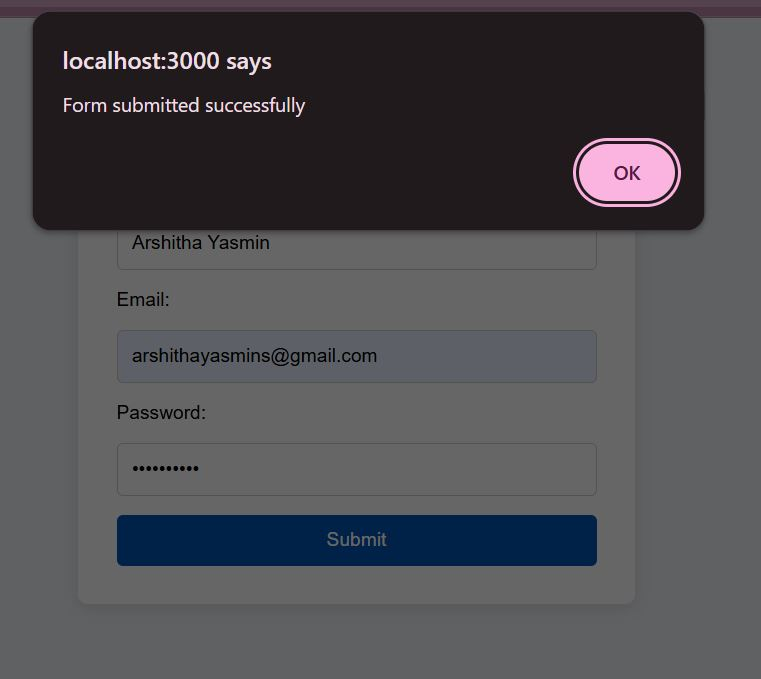 localhost:3000 says
Form submitted successfully
OK
Arshitha Yasmin
Email:
arshithayasmins@gmail.com
Password:
••••••••••
Submit